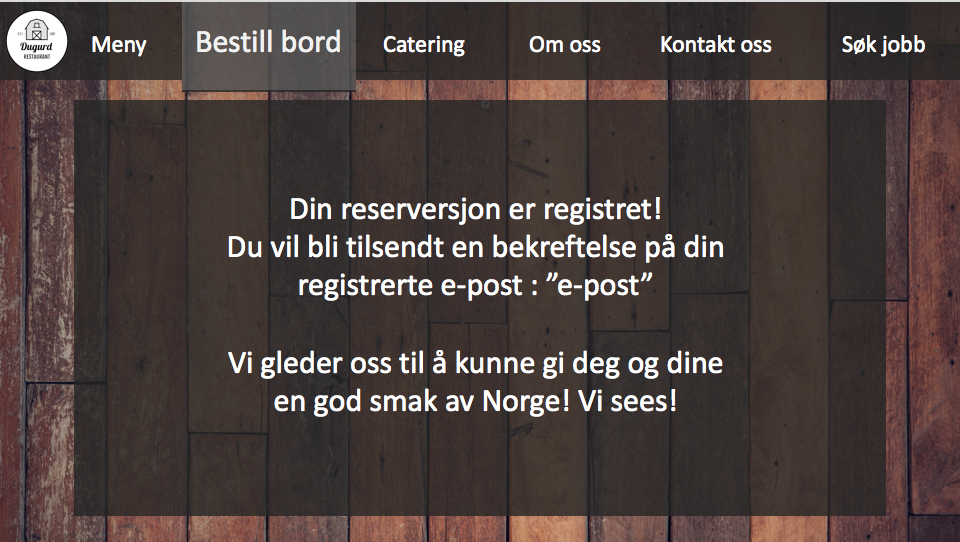 Dugurd
RESTAURANT
Meny
Bestill bord
Catering
Om oss
Kontakt oss
Søk jobb
Din reserversjon er registret!
Du vil bli tilsendt en bekreftelse på din
registrerte e-post : ”e-post”
Vi gleder oss til å kunne gi deg og dine
en god smak av Norge! Vi sees!